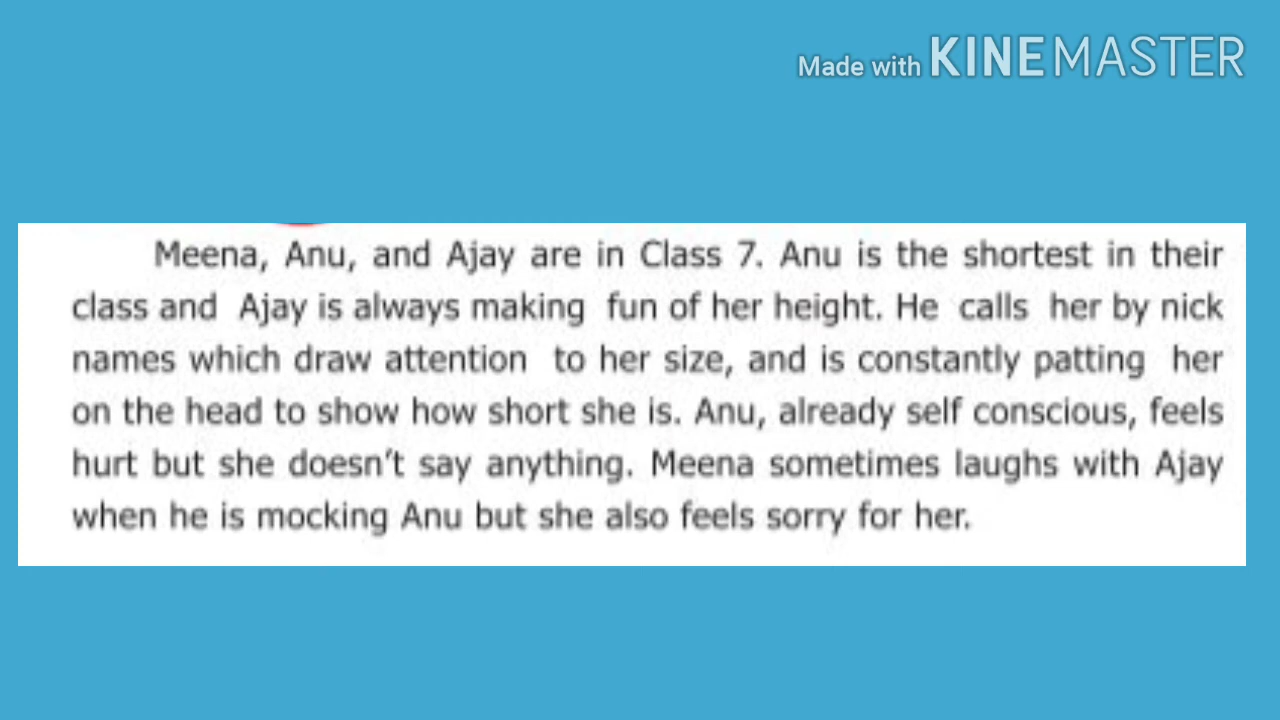 Made with KINEMASTER
Meena, Anu, and Ajay are in Class 7. Anu is the shortest in their
class and Ajay is always making fun of her height. He calls her by nick
names which draw attention to her size, and is constantly patting her
on the head to show how short she is. Anu, already self conscious, feels
hurt but she doesn't say anything. Meena sometimes laughs with Ajay
when he is mocking Anu but she also feels sorry for her.